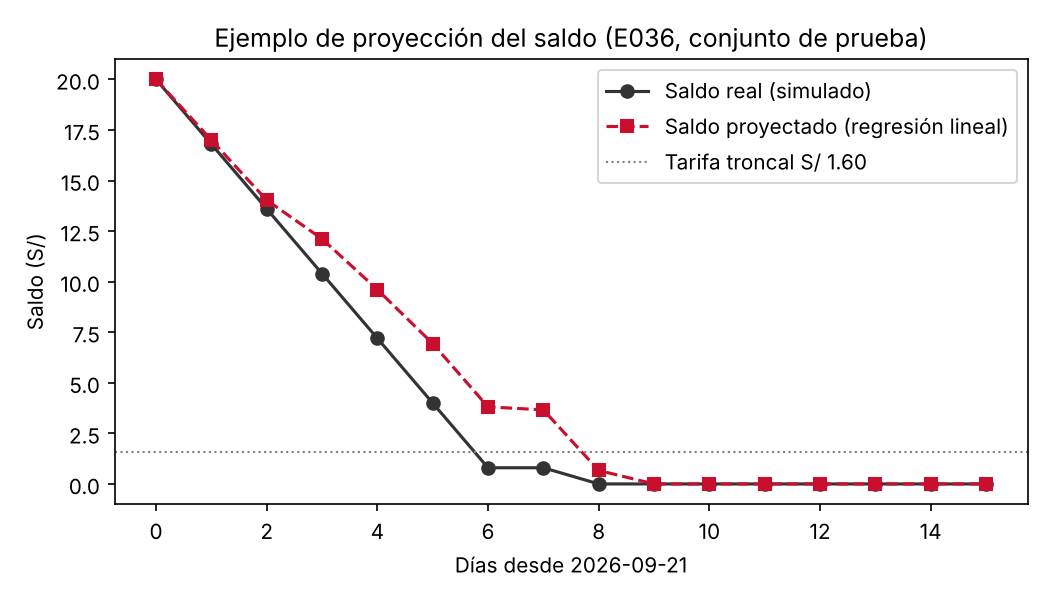 Ejemplo de proyección del saldo (E036, conjunto de prueba)
Saldo real (simulado)
Saldo proyectado (regresión lineal)
Tarifa troncal S/ 1.60
Saldo (S/)
20.0
17.5
15.0
12.5
10.0
7.5
5.0
2.5
0.0
0 2 4 6 8 10 12 14
Días desde 2026-09-21